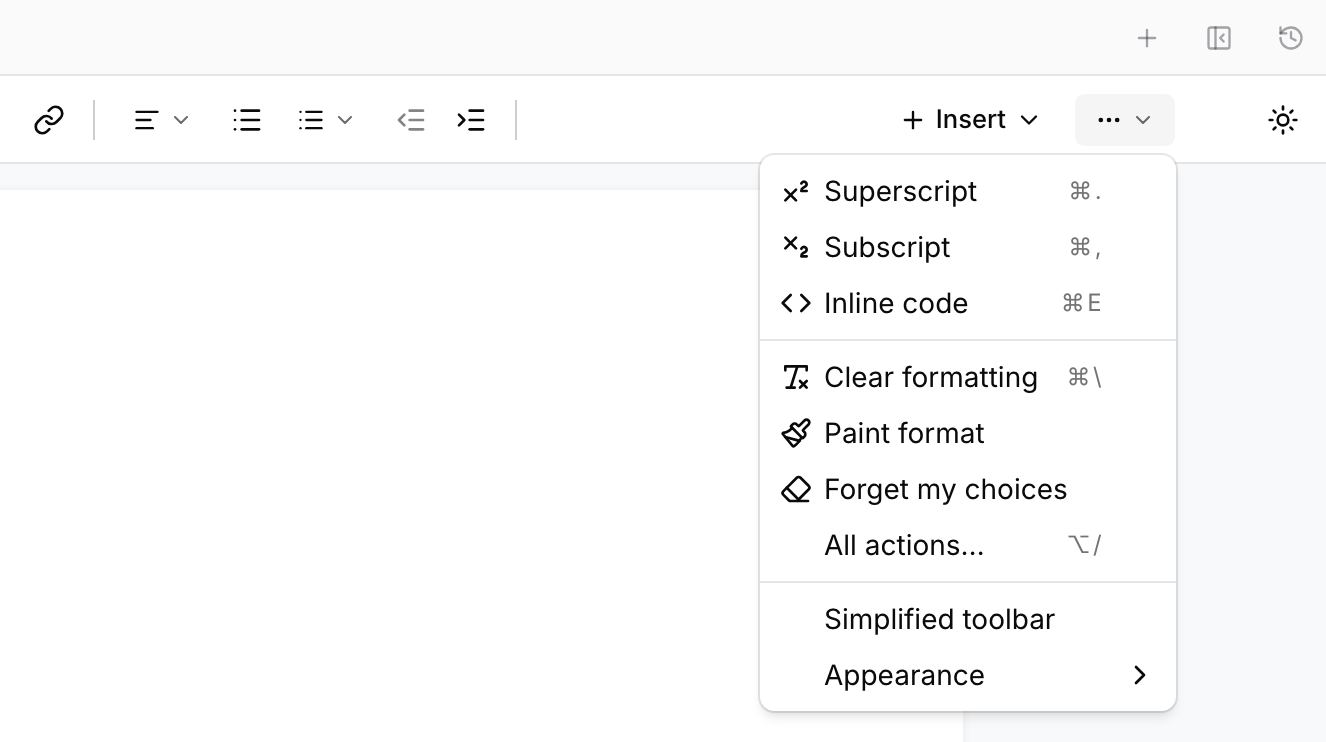 Insert
Superscript ⌘.
Subscript ⌘,
Inline code ⌘E
Clear formatting ⌘\
Paint format
Forget my choices
All actions... ⌥/
Simplified toolbar
Appearance